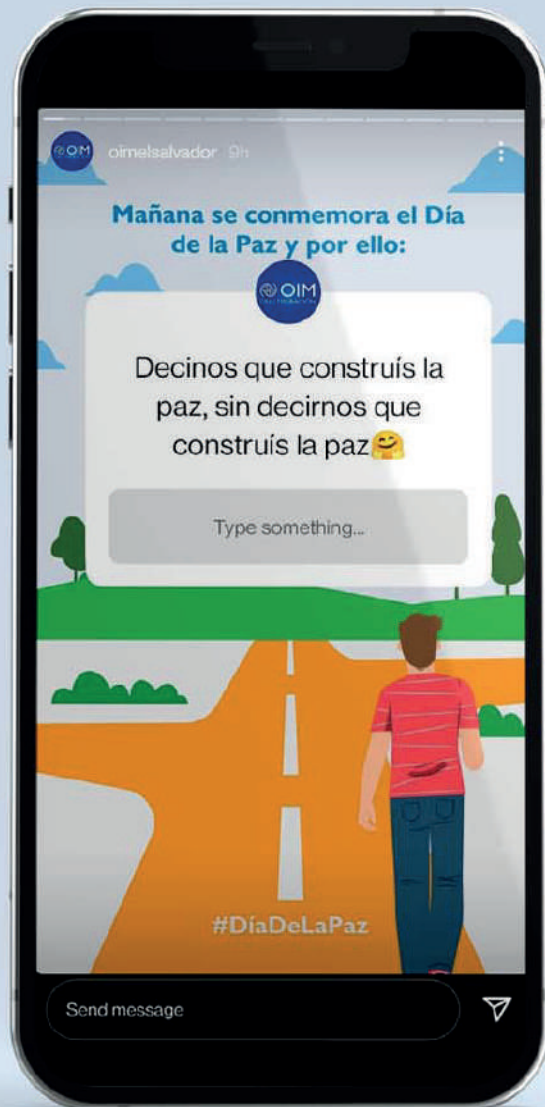 OIM
oimelsalvador 9h
Mañana se conmemora el Día
de la Paz y por ello:
OIM
Decinos que construís la
paz, sin decirnos que
construís la paz🤗
Type something...
#DíaDeLaPaz
Send message